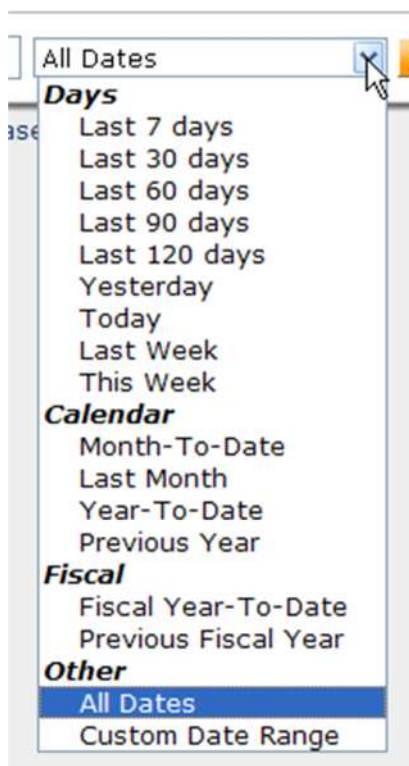 All Dates
Days
ase
Last 7 days
Last 30 days
Last 60 days
Last 90 days
Last 120 days
Yesterday
Today
Last Week
This Week
Calendar
Month-To-Date
Last Month
Year-To-Date
Previous Year
Fiscal
Fiscal Year-To-Date
Previous Fiscal Year
Other
All Dates
Custom Date Range